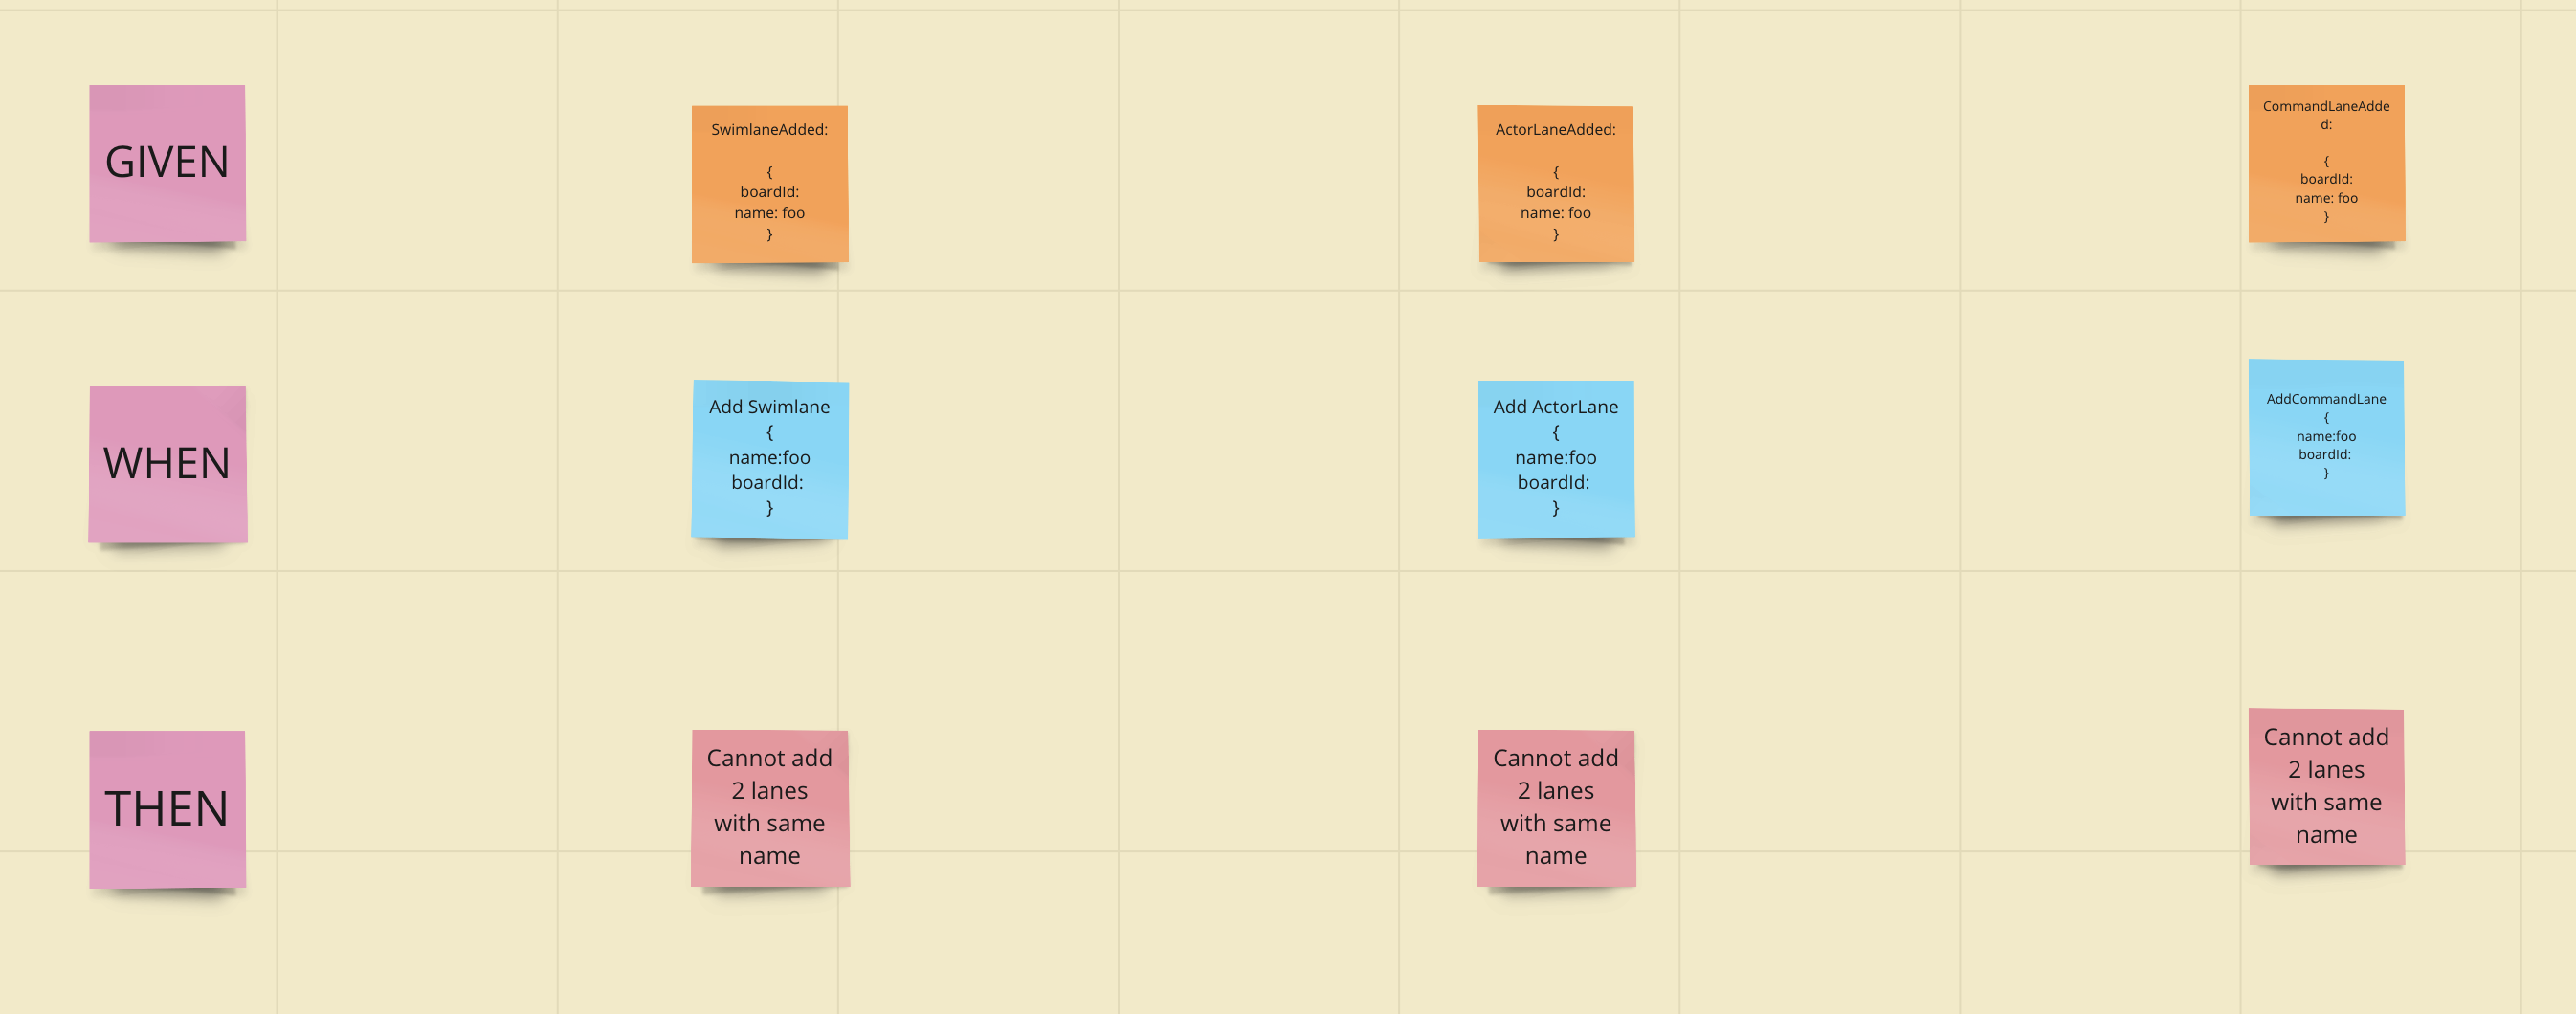 GIVEN
SwimlaneAdded:
{
boardId:
name: foo
}
ActorLaneAdded:
{
boardId:
name: foo
}
CommandLaneAdde
d:
{
boardId:
name: foo
}
WHEN
Add Swimlane
{
name:foo
boardId:
}
Add ActorLane
{
name:foo
boardId:
}
AddCommandLane
{
name:foo
boardId:
}
THEN
Cannot add
2 lanes
with same
name
Cannot add
2 lanes
with same
name
Cannot add
2 lanes
with same
name